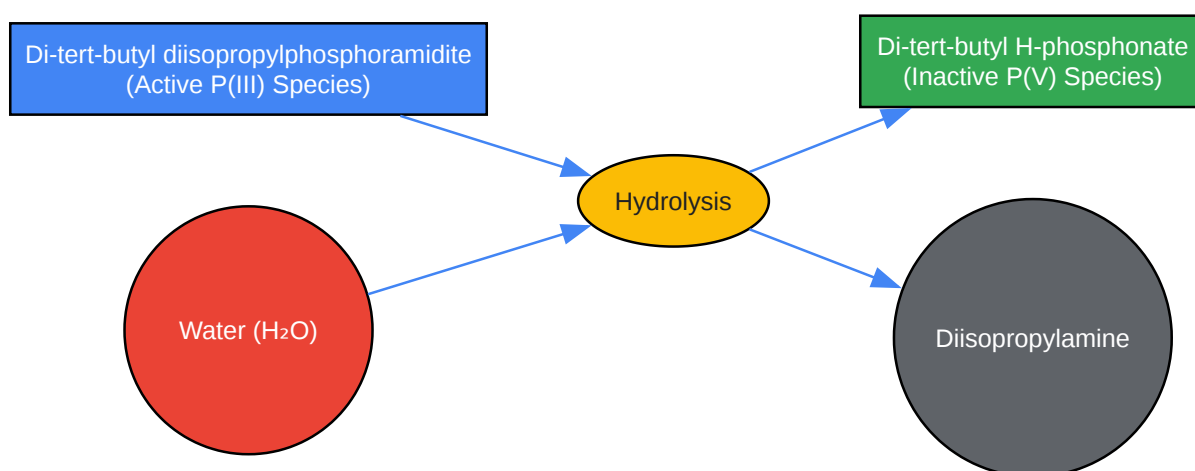 Di-tert-butyl diisopropylphosphoramidite
(Active P(III) Species)
Di-tert-butyl H-phosphonate
(Inactive P(V) Species)
Hydrolysis
Water (H₂O)
Diisopropylamine